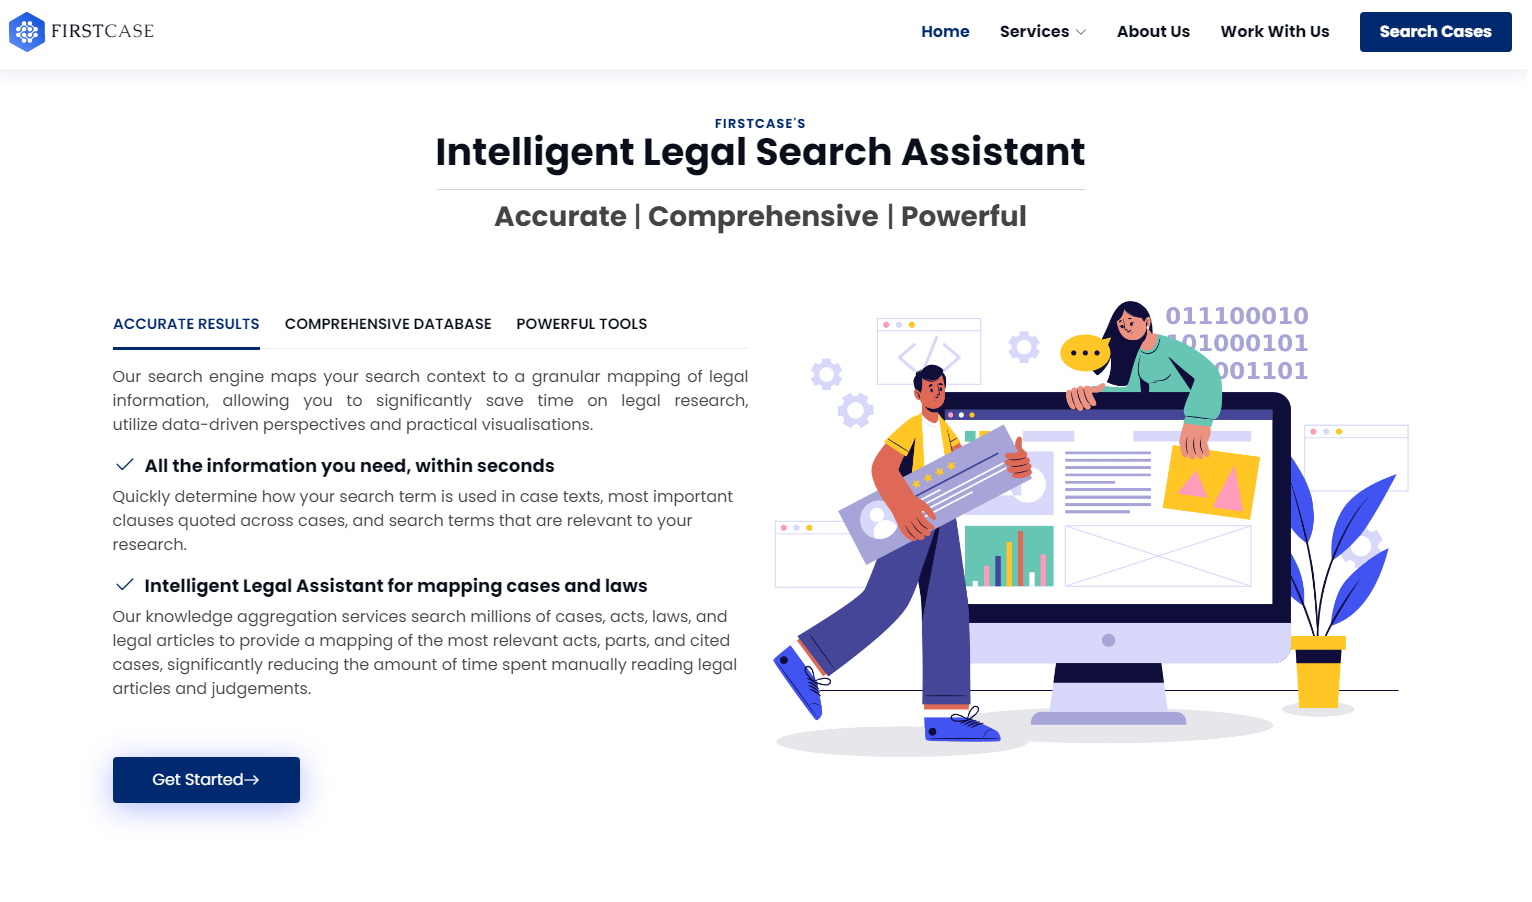 FIRSTCASE
Home Services About Us Work With Us Search Cases
FIRSTCASE'S
Intelligent Legal Search Assistant
Accurate | Comprehensive | Powerful
ACCURATE RESULTS COMPREHENSIVE DATABASE POWERFUL TOOLS
Our search engine maps your search context to a granular mapping of legal
information, allowing you to significantly save time on legal research,
utilize data-driven perspectives and practical visualisations.
All the information you need, within seconds
Quickly determine how your search term is used in case texts, most important
clauses quoted across cases, and search terms that are relevant to your
research.
Intelligent Legal Assistant for mapping cases and laws
Our knowledge aggregation services search millions of cases, acts, laws, and
legal articles to provide a mapping of the most relevant acts, parts, and cited
cases, significantly reducing the amount of time spent manually reading legal
articles and judgements.
Get Started→
011100010
101000101
001101